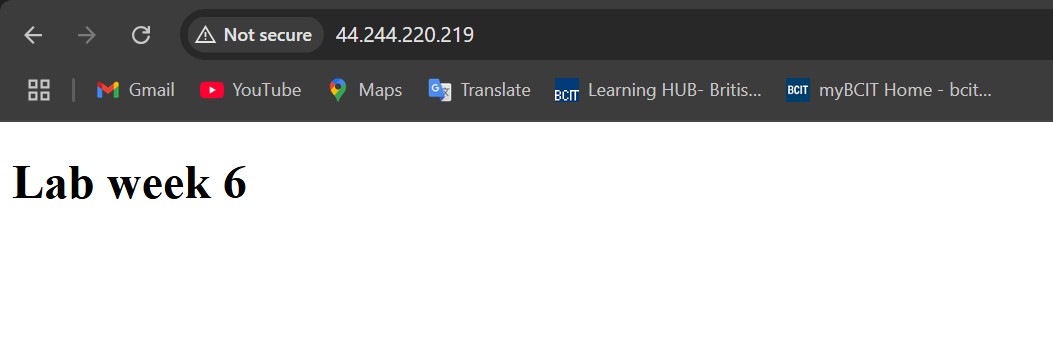 Not secure 44.244.220.219
Gmail YouTube Maps Translate BCIT Learning HUB- Britis... BCIT myBCIT Home - bcit...
Lab week 6